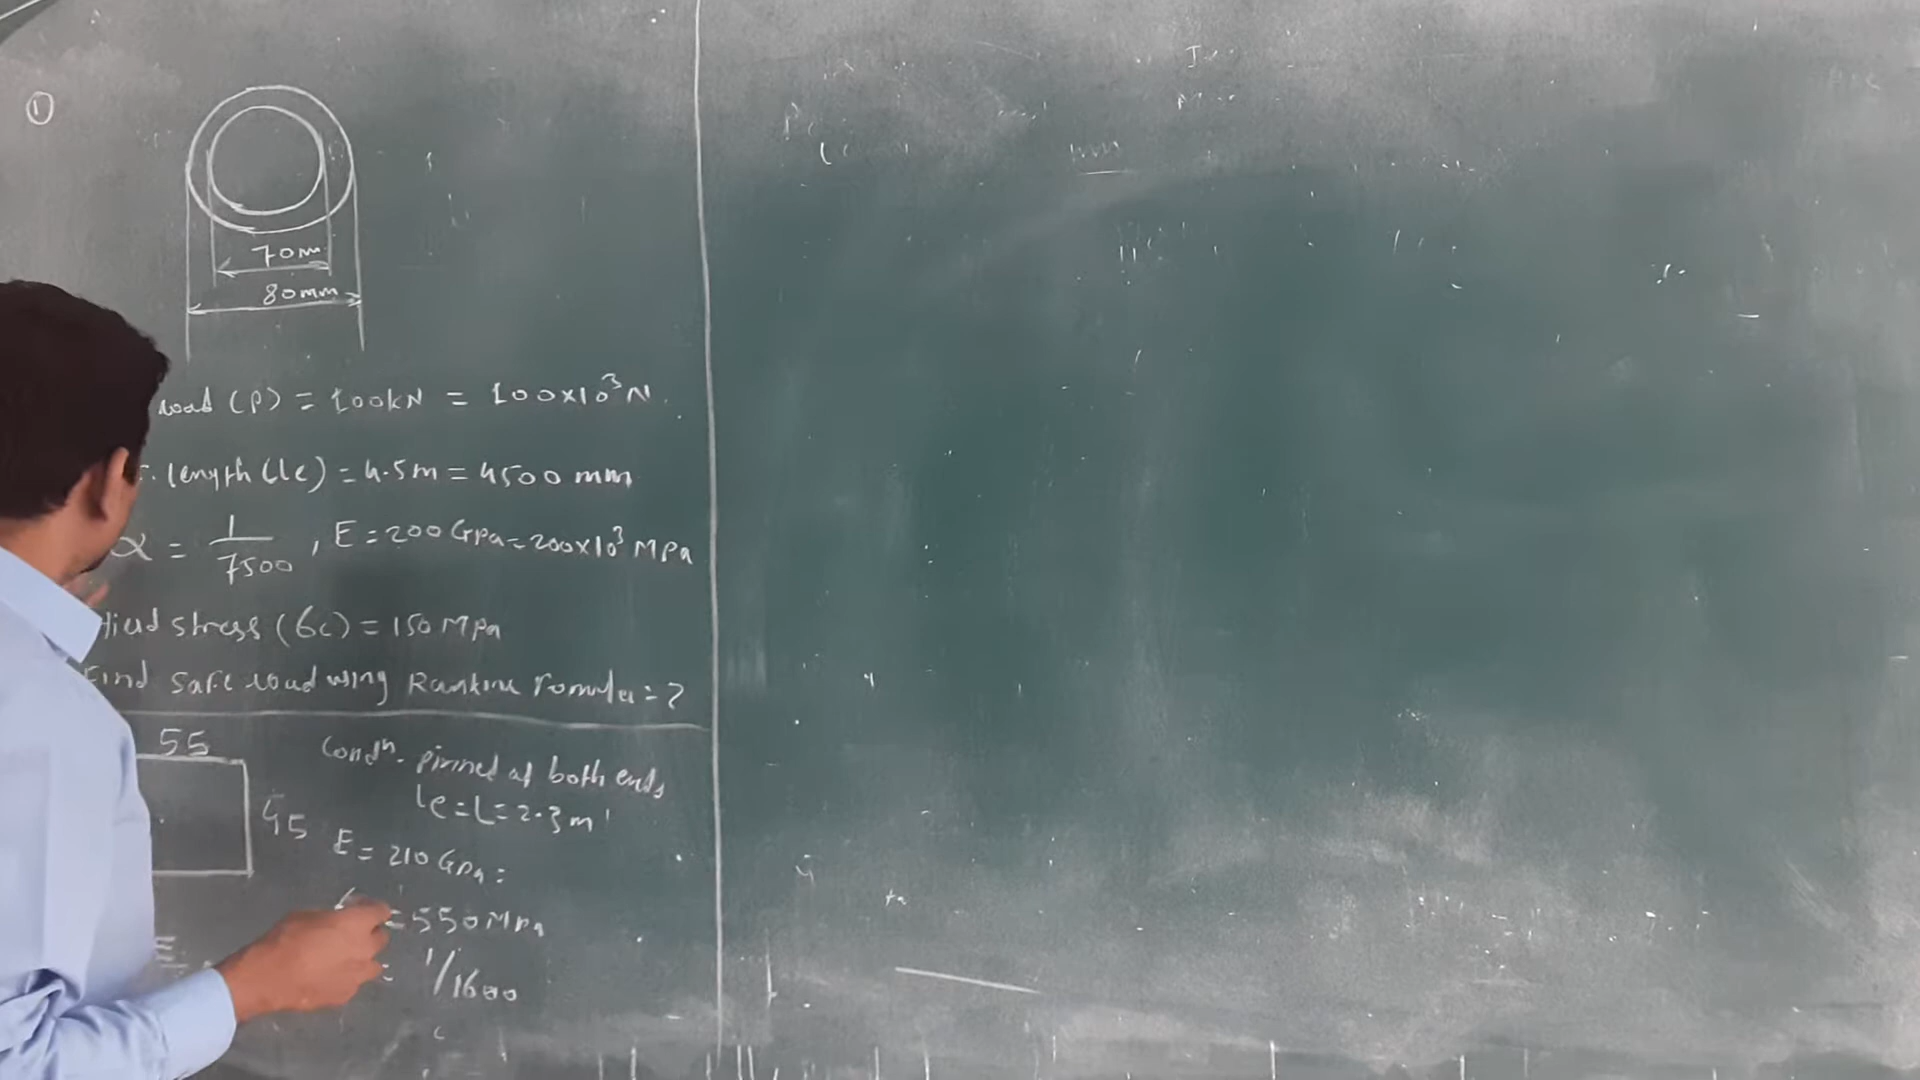 ①
70m
80mm
load (P) = 100kN = 100×10³N
length (le) = 4.5m = 4500 mm
α = 1/7500 , E = 200 GPa = 200×10³ MPa
stress (σc) = 150 MPa
Find safe load using Rankine formula = ?
55
45
Condⁿ. pinned at both ends
le = L = 2.3m
E = 210 GPa =
= 550 MPa
= 1/1600